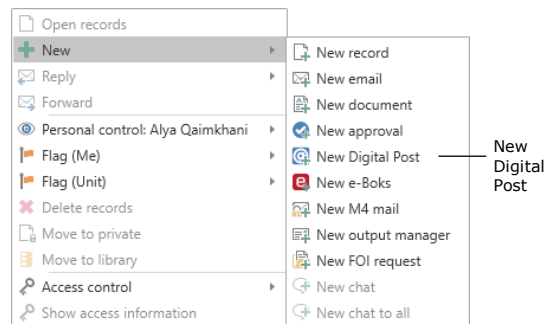 Open records
New
Reply
Forward
Personal control: Alya Qaimkhani
Flag (Me)
Flag (Unit)
Delete records
Move to private
Move to library
Access control
Show access information
New record
New email
New document
New approval
New Digital Post
New e-Boks
New M4 mail
New output manager
New FOI request
New chat
New chat to all
New
Digital
Post